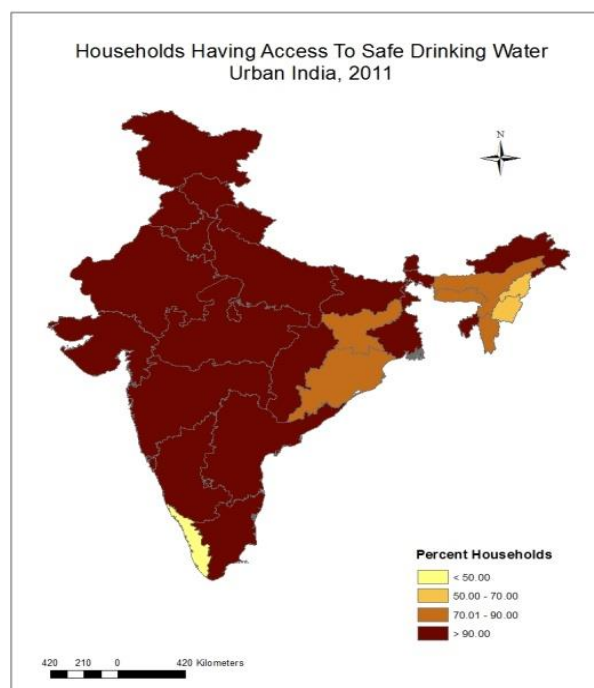 Households Having Access To Safe Drinking Water
Urban India, 2011
N
Percent Households
< 50.00
50.00 - 70.00
70.01 - 90.00
> 90.00
420 210 0 420 Kilometers